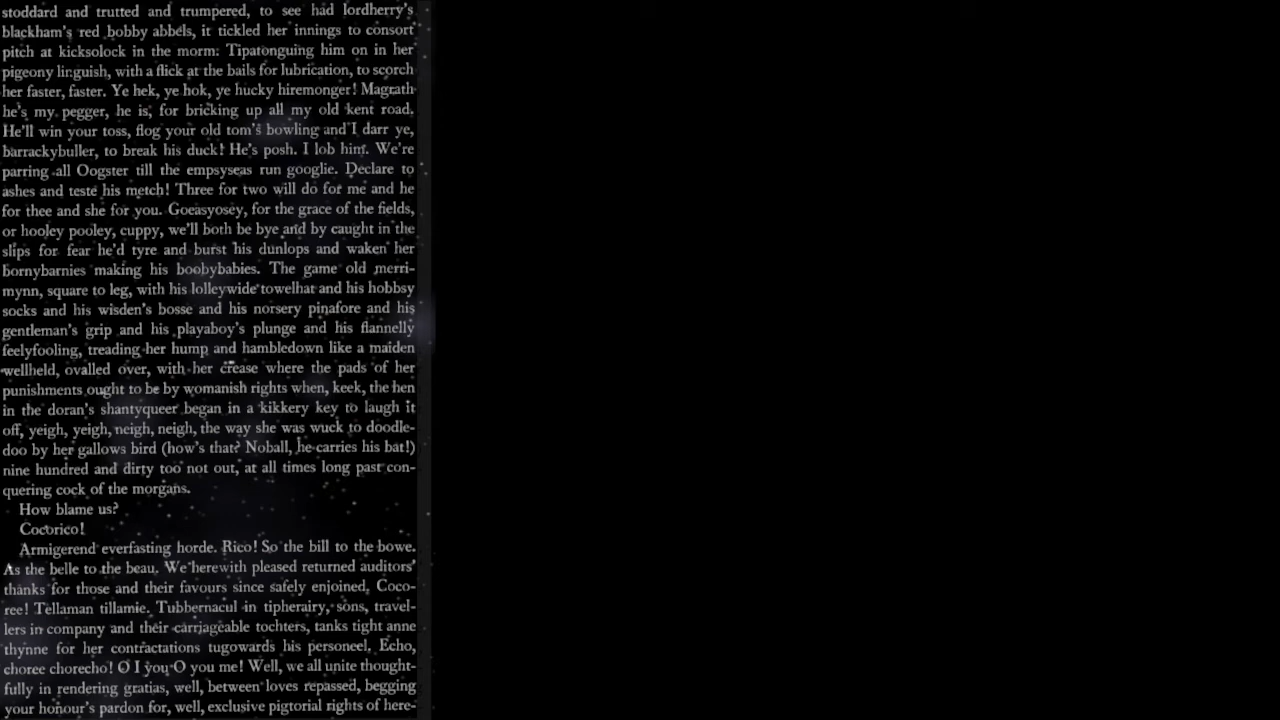 stoddard and trutted and trumpered, to see had lordherry's
blackham's red bobby abbels, it tickled her innings to consort
pitch at kicksolock in the morm. Tipatonguing him on in her
pigeony linguish, with a flick at the bails for lubrication, to scorch
her faster, faster. Ye hek, ye hok, ye hucky hiremonger! Magrath
he's my pegger, he is, for bricking up all my old kent road.
He'll win your toss, flog your old tom's bowling and I darr ye,
barrackybuller, to break his duck! He's posh. I lob him. We're
parring all Oogster till the empsyseas run googlie. Declare to
ashes and teste his metch! Three for two will do for me and he
for thee and she for you. Goeasyosey, for the grace of the fields,
or hooley pooley, cuppy, we'll both be bye and by caught in the
slips for fear he'd tyre and burst his dunlops and waken her
bornybarnies making his boobybabies. The game old merri-
mynn, square to leg, with his lolleywide towelhat and his hobbsy
socks and his wisden's bosse and his norsery pinafore and his
gentleman's grip and his playaboy's plunge and his flannelly
feelyfooling, treading her hump and hambledown like a maiden
wellheld, ovalled over, with her crease where the pads of her
punishments ought to be by womanish rights when, keek, the hen
in the doran's shantyqueer began in a kikkery key to laugh it
off, yeigh, yeigh, neigh, neigh, the way she was wuck to doodle-
doo by her gallows bird (how's that? Noball, he carries his bat!)
nine hundred and dirty too not out, at all times long past con-
quering cock of the morgans.
How blame us?
Cocorico!
Armigerend everfasting horde. Rico! So the bill to the bowe.
As the belle to the beau. We herewith pleased returned auditors'
thanks for those and their favours since safely enjoined. Coco-
ree! Tellaman tillamie. Tubbernacul in tipherairy, sons, travel-
lers in company and their carriageable tochters, tanks tight anne
thynne for her contractations tugowards his personeel. Echo,
choree chorecho! O I you O you me! Well, we all unite thought-
fully in rendering gratias, well, between loves repassed, begging
your honour's pardon for, well, exclusive pigtorial rights of here-